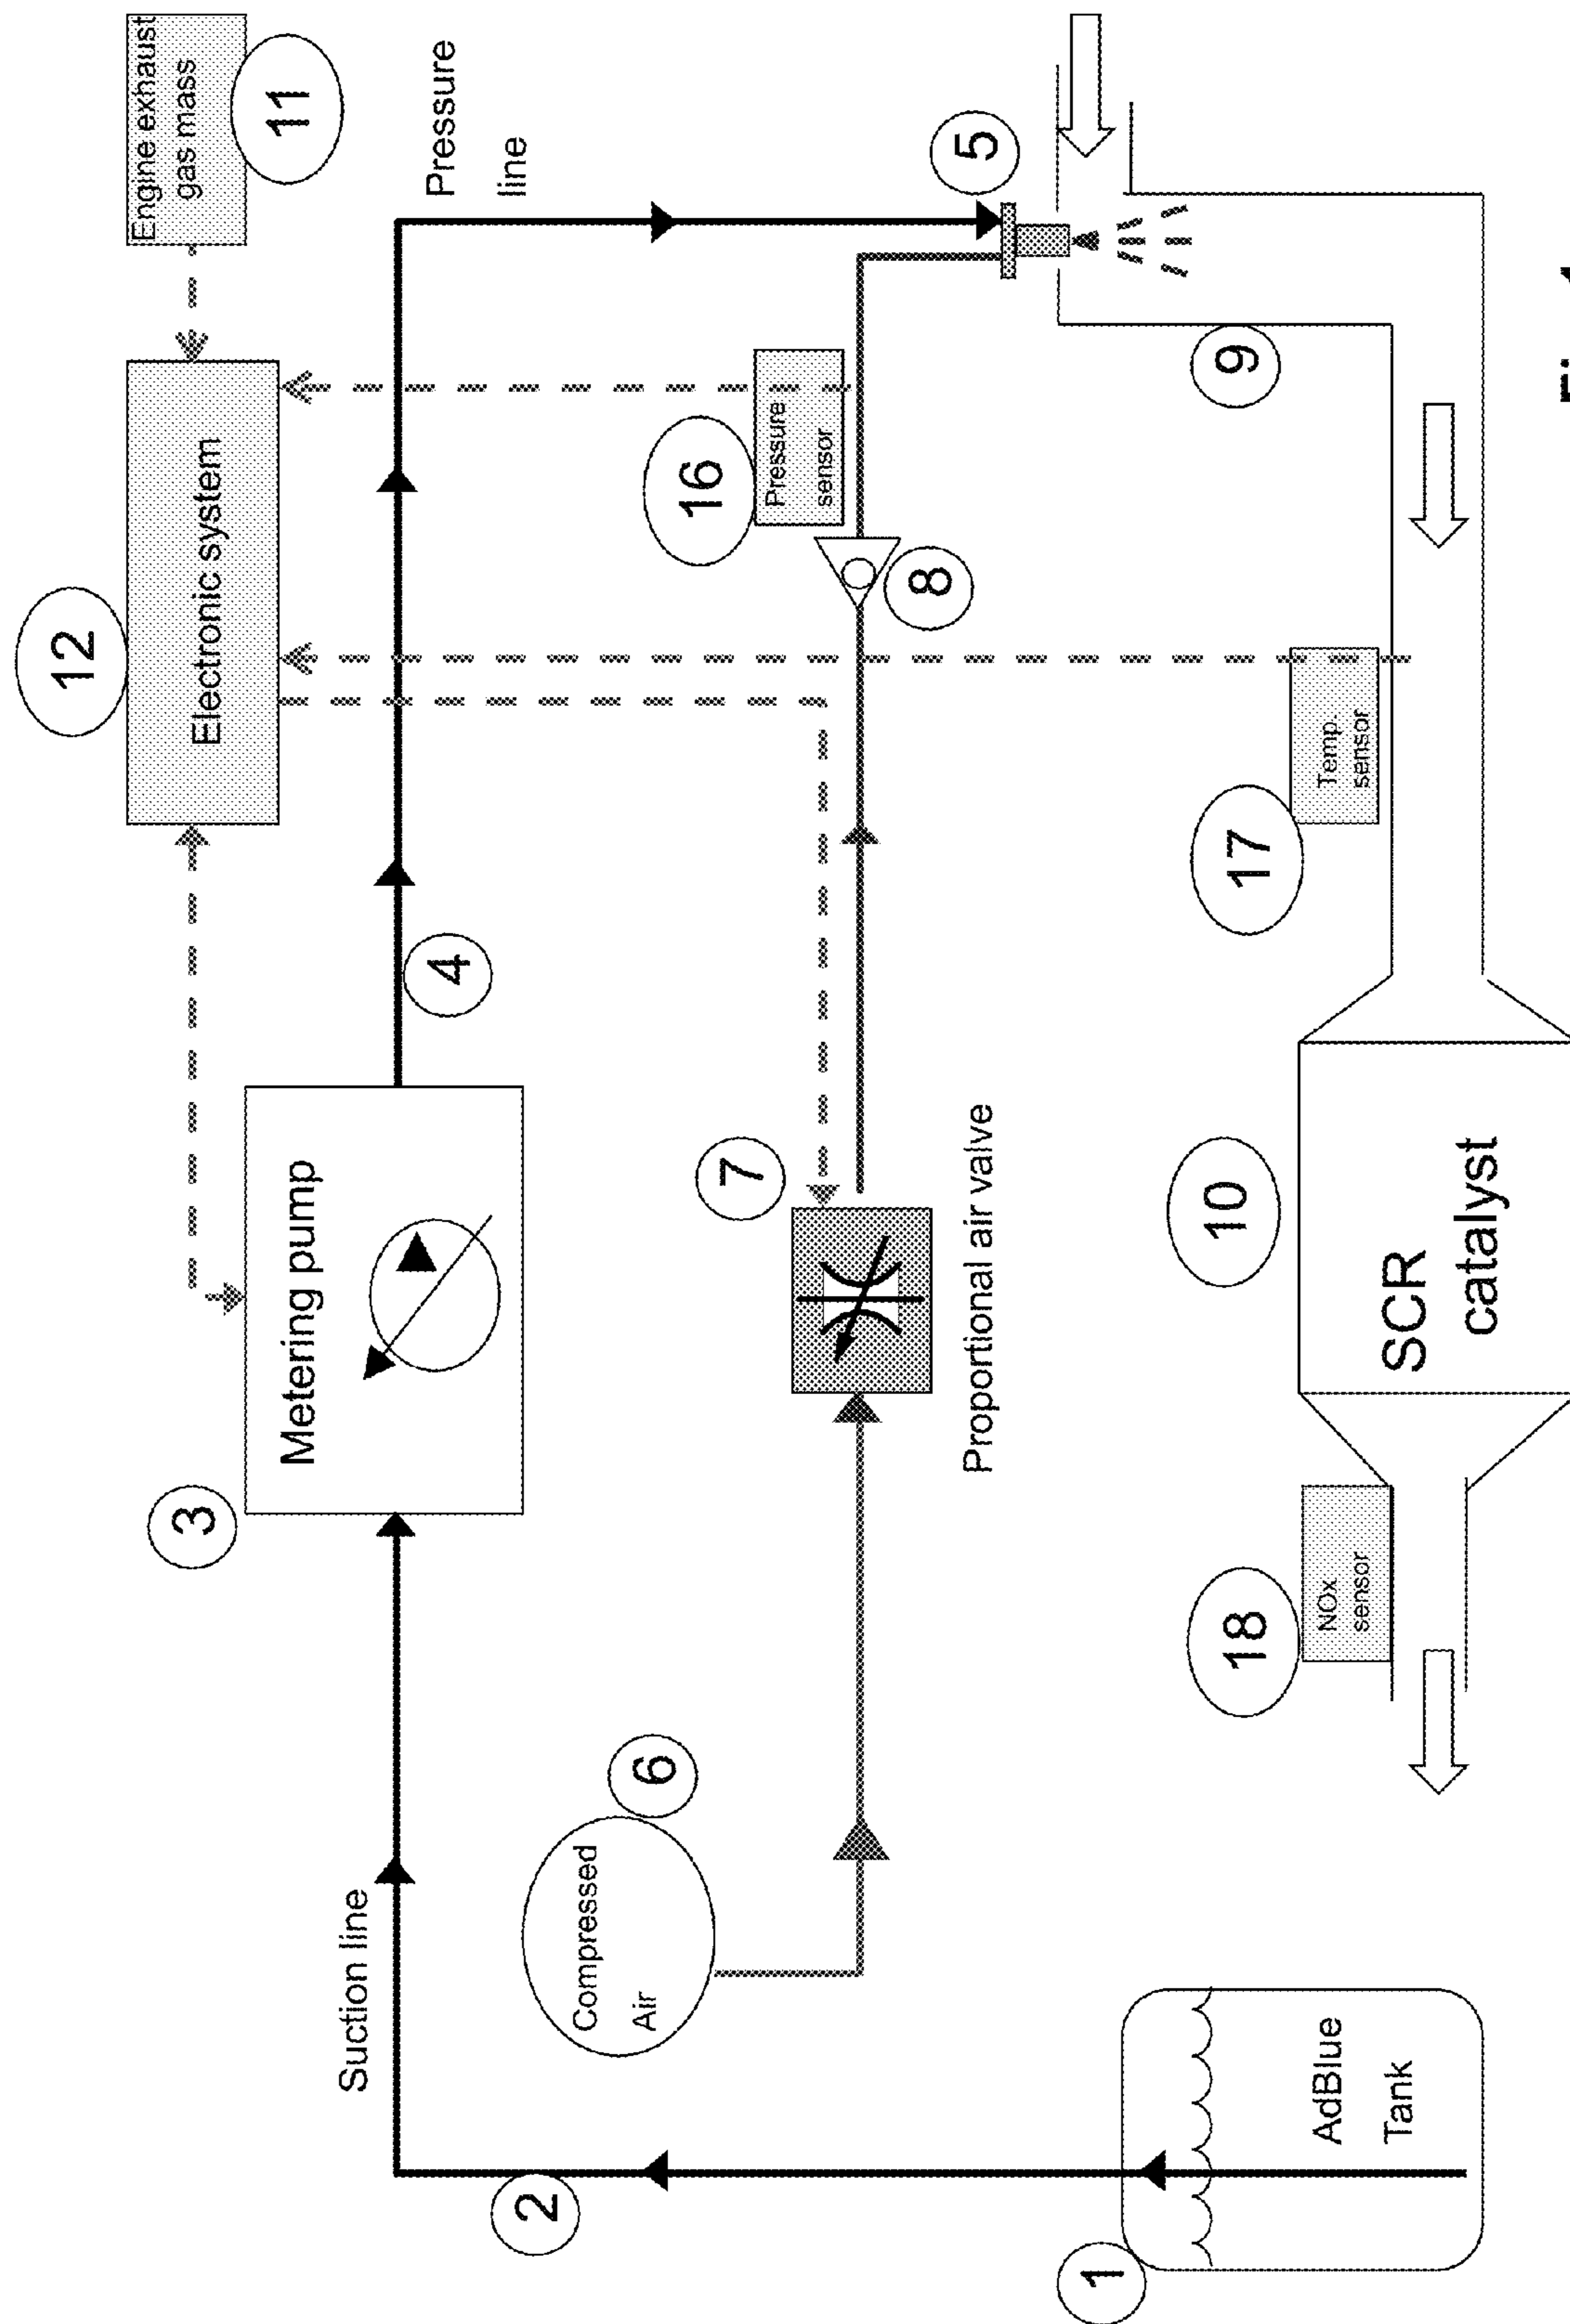 12
Electronic system
Engine exhaust
gas mass
11
3
Metering pump
4
Pressure
line
Suction line
2
Compressed
Air
6
7
Proportional air valve
16
Pressure
sensor
8
5
9
1
AdBlue
Tank
18
NOx
sensor
10
SCR
catalyst
17
Temp.
sensor